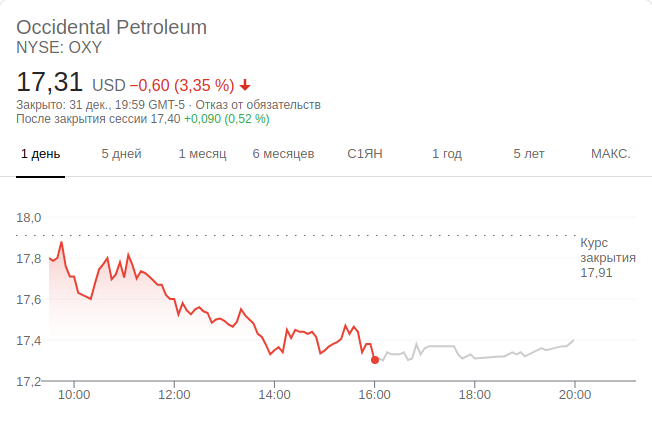 Occidental Petroleum
NYSE: OXY
17,31 USD −0,60 (3,35 %)
Закрыто: 31 дек., 19:59 GMT-5 · Отказ от обязательств
После закрытия сессии 17,40 +0,090 (0,52 %)
1 день 5 дней 1 месяц 6 месяцев С1ЯН 1 год 5 лет МАКС.
18,0
Курс
закрытия
17,91
17,8
17,6
17,4
17,2
10:00 12:00 14:00 16:00 18:00 20:00